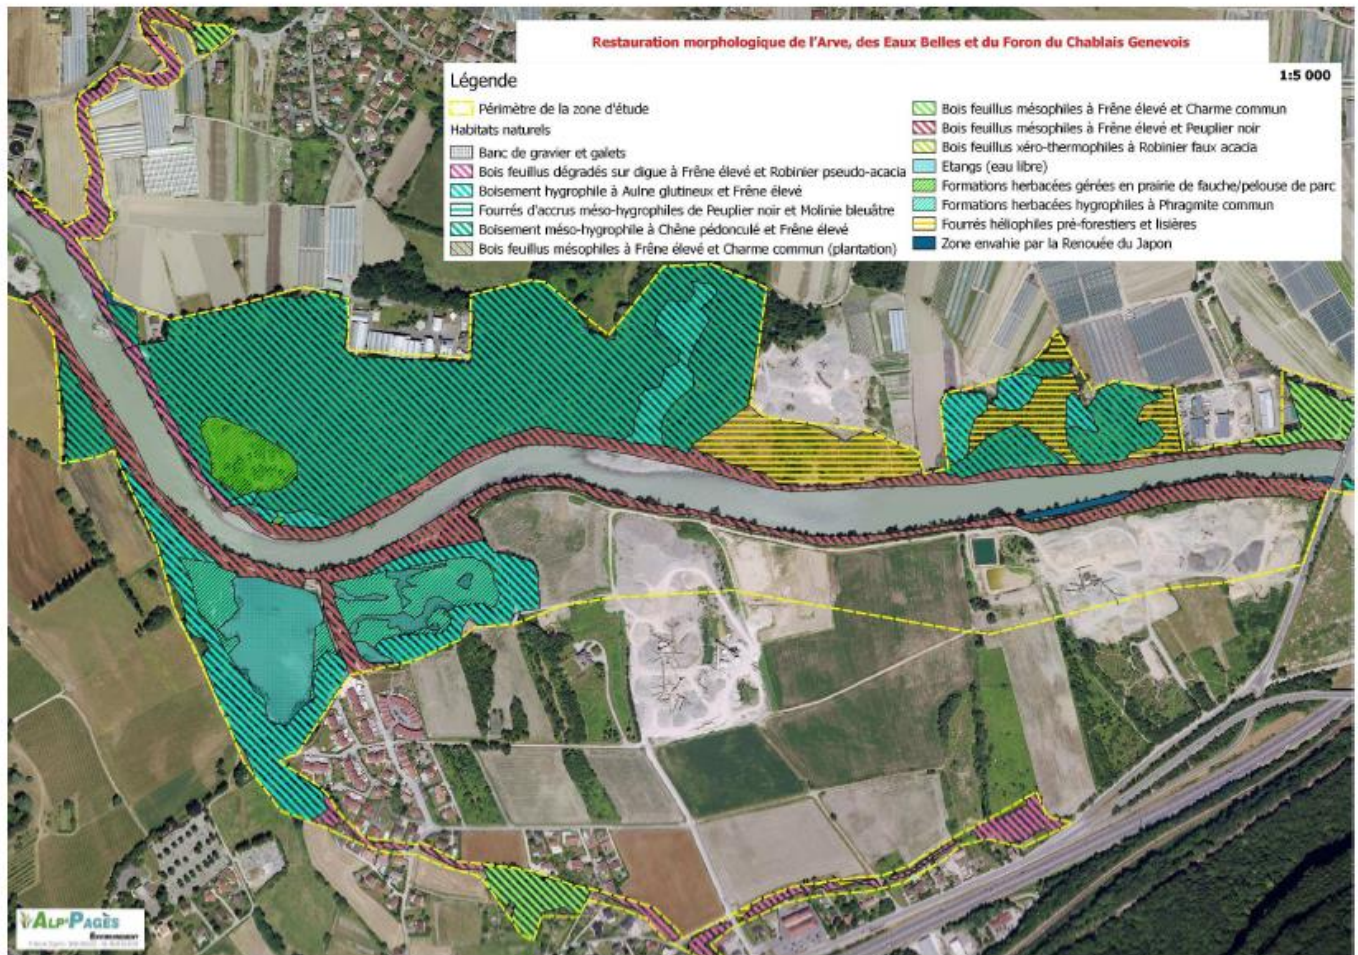 Restauration morphologique de l'Arve, des Eaux Belles et du Foron du Chablais Genevois
Légende
1:5 000
Périmètre de la zone d'étude
Habitats naturels
Banc de gravier et galets
Bois feuillus dégradés sur digue à Frêne élevé et Robinier pseudo-acacia
Boisement hygrophile à Aulne glutineux et Frêne élevé
Fourrés d'accrus méso-hygrophiles de Peuplier noir et Molinie bleuâtre
Boisement méso-hygrophile à Chêne pédonculé et Frêne élevé
Bois feuillus mésophiles à Frêne élevé et Charme commun (plantation)
Bois feuillus mésophiles à Frêne élevé et Charme commun
Bois feuillus mésophiles à Frêne élevé et Peuplier noir
Bois feuillus xéro-thermophiles à Robinier faux acacia
Etangs (eau libre)
Formations herbacées gérées en prairie de fauche/pelouse de parc
Formations herbacées hygrophiles à Phragmite commun
Fourrés héliophiles pré-forestiers et lisières
Zone envahie par la Renouée du Japon
ALP'PAGÈS
ENVIRONNEMENT